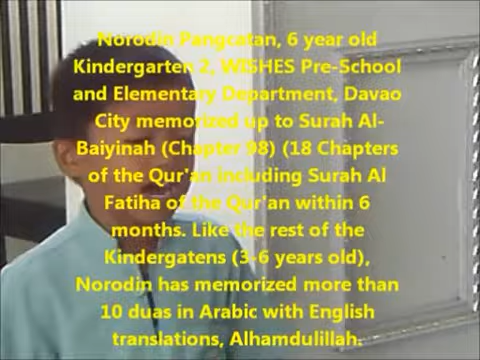 Norodin Pangcatan, 6 year old
Kindergarten 2, WISHES Pre-School
and Elementary Department, Davao
City memorized up to Surah Al-
Baiyinah (Chapter 98) (18 Chapters
of the Qur'an including Surah Al
Fatiha of the Qur'an within 6
months. Like the rest of the
Kindergatens (3-6 years old),
Norodin has memorized more than
10 duas in Arabic with English
translations, Alhamdulillah.